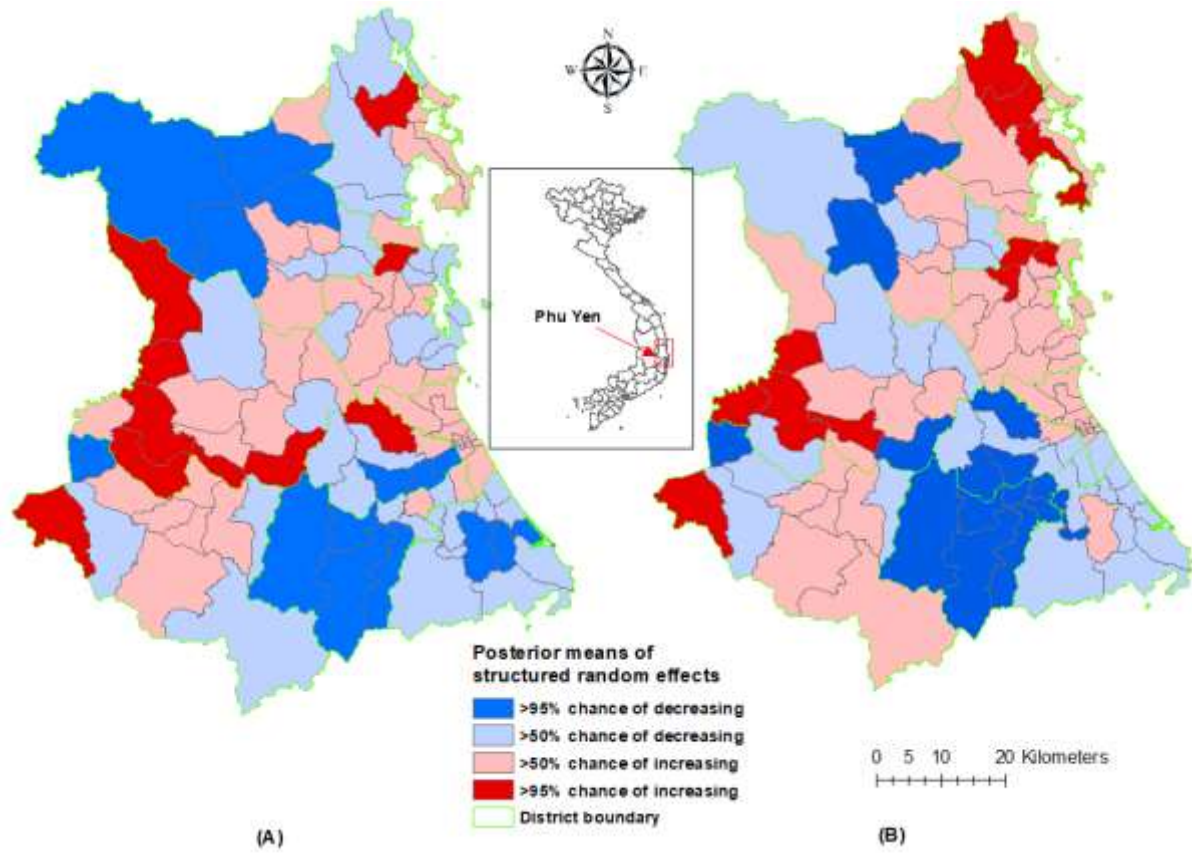 N
W E
S
Phu Yen
Posterior means of
structured random effects
>95% chance of decreasing
>50% chance of decreasing
>50% chance of increasing
>95% chance of increasing
District boundary
0 5 10 20 Kilometers
(A)
(B)